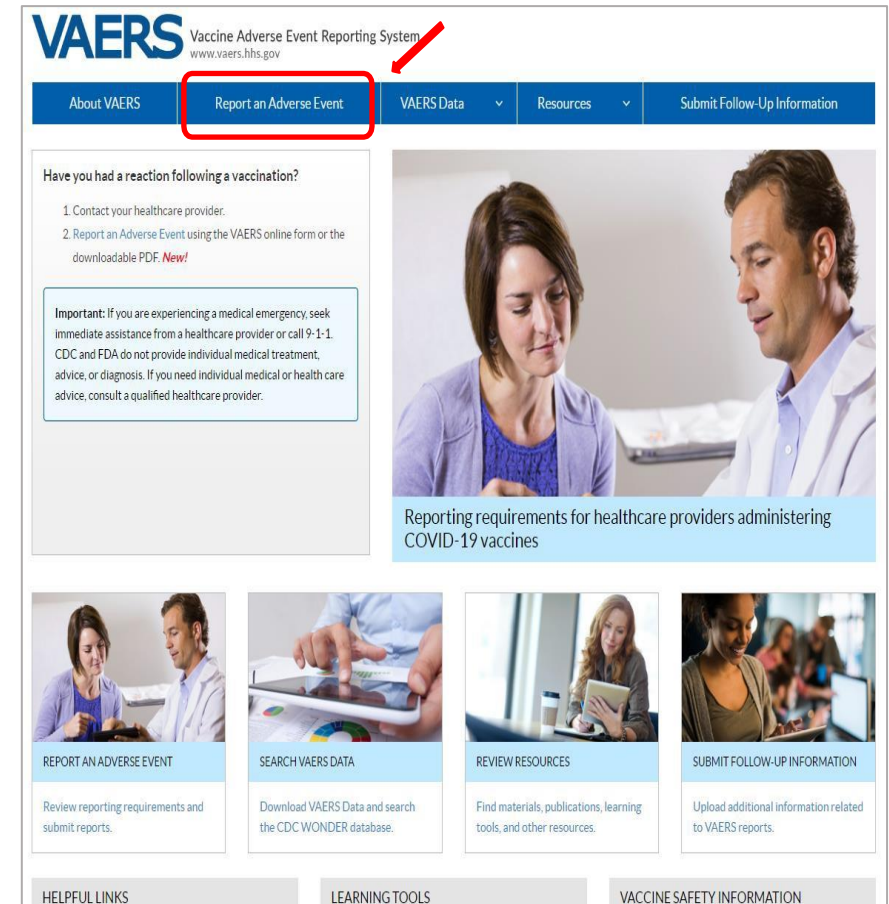 VAERS
Vaccine Adverse Event Reporting System
www.vaers.hhs.gov
About VAERS
Report an Adverse Event
VAERS Data
Resources
Submit Follow-Up Information
Have you had a reaction following a vaccination?
1. Contact your healthcare provider.
2. Report an Adverse Event using the VAERS online form or the
downloadable PDF. New!
Important: If you are experiencing a medical emergency, seek
immediate assistance from a healthcare provider or call 9-1-1.
CDC and FDA do not provide individual medical treatment,
advice, or diagnosis. If you need individual medical or health care
advice, consult a qualified healthcare provider.
Reporting requirements for healthcare providers administering
COVID-19 vaccines
REPORT AN ADVERSE EVENT
Review reporting requirements and
submit reports.
SEARCH VAERS DATA
Download VAERS Data and search
the CDC WONDER database.
REVIEW RESOURCES
Find materials, publications, learning
tools, and other resources.
SUBMIT FOLLOW-UP INFORMATION
Upload additional information related
to VAERS reports.
HELPFUL LINKS
LEARNING TOOLS
VACCINE SAFETY INFORMATION